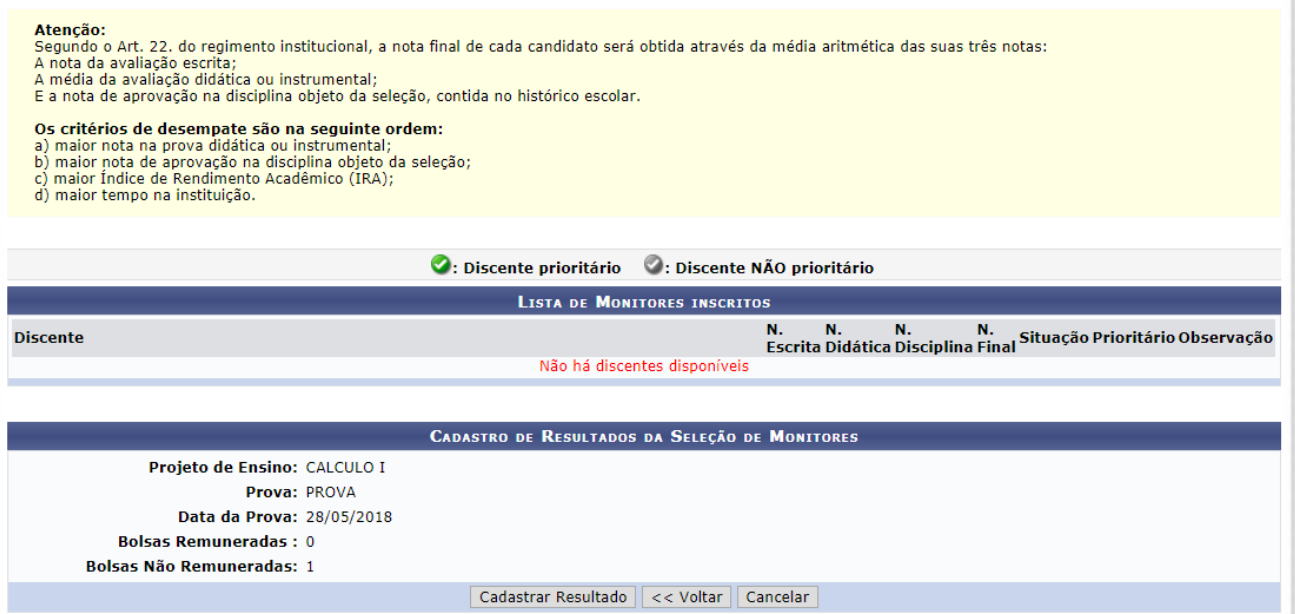 Atenção:
Segundo o Art. 22. do regimento institucional, a nota final de cada candidato será obtida através da média aritmética das suas três notas:
A nota da avaliação escrita;
A média da avaliação didática ou instrumental;
E a nota de aprovação na disciplina objeto da seleção, contida no histórico escolar.
Os critérios de desempate são na seguinte ordem:
a) maior nota na prova didática ou instrumental;
b) maior nota de aprovação na disciplina objeto da seleção;
c) maior Índice de Rendimento Acadêmico (IRA);
d) maior tempo na instituição.
: Discente prioritário : Discente NÃO prioritário
Lista de Monitores inscritos
Discente N. Escrita N. Didática N. Disciplina N. Final Situação Prioritário Observação
Não há discentes disponíveis
Cadastro de Resultados da Seleção de Monitores
Projeto de Ensino: CALCULO I
Prova: PROVA
Data da Prova: 28/05/2018
Bolsas Remuneradas : 0
Bolsas Não Remuneradas: 1
Cadastrar Resultado << Voltar Cancelar